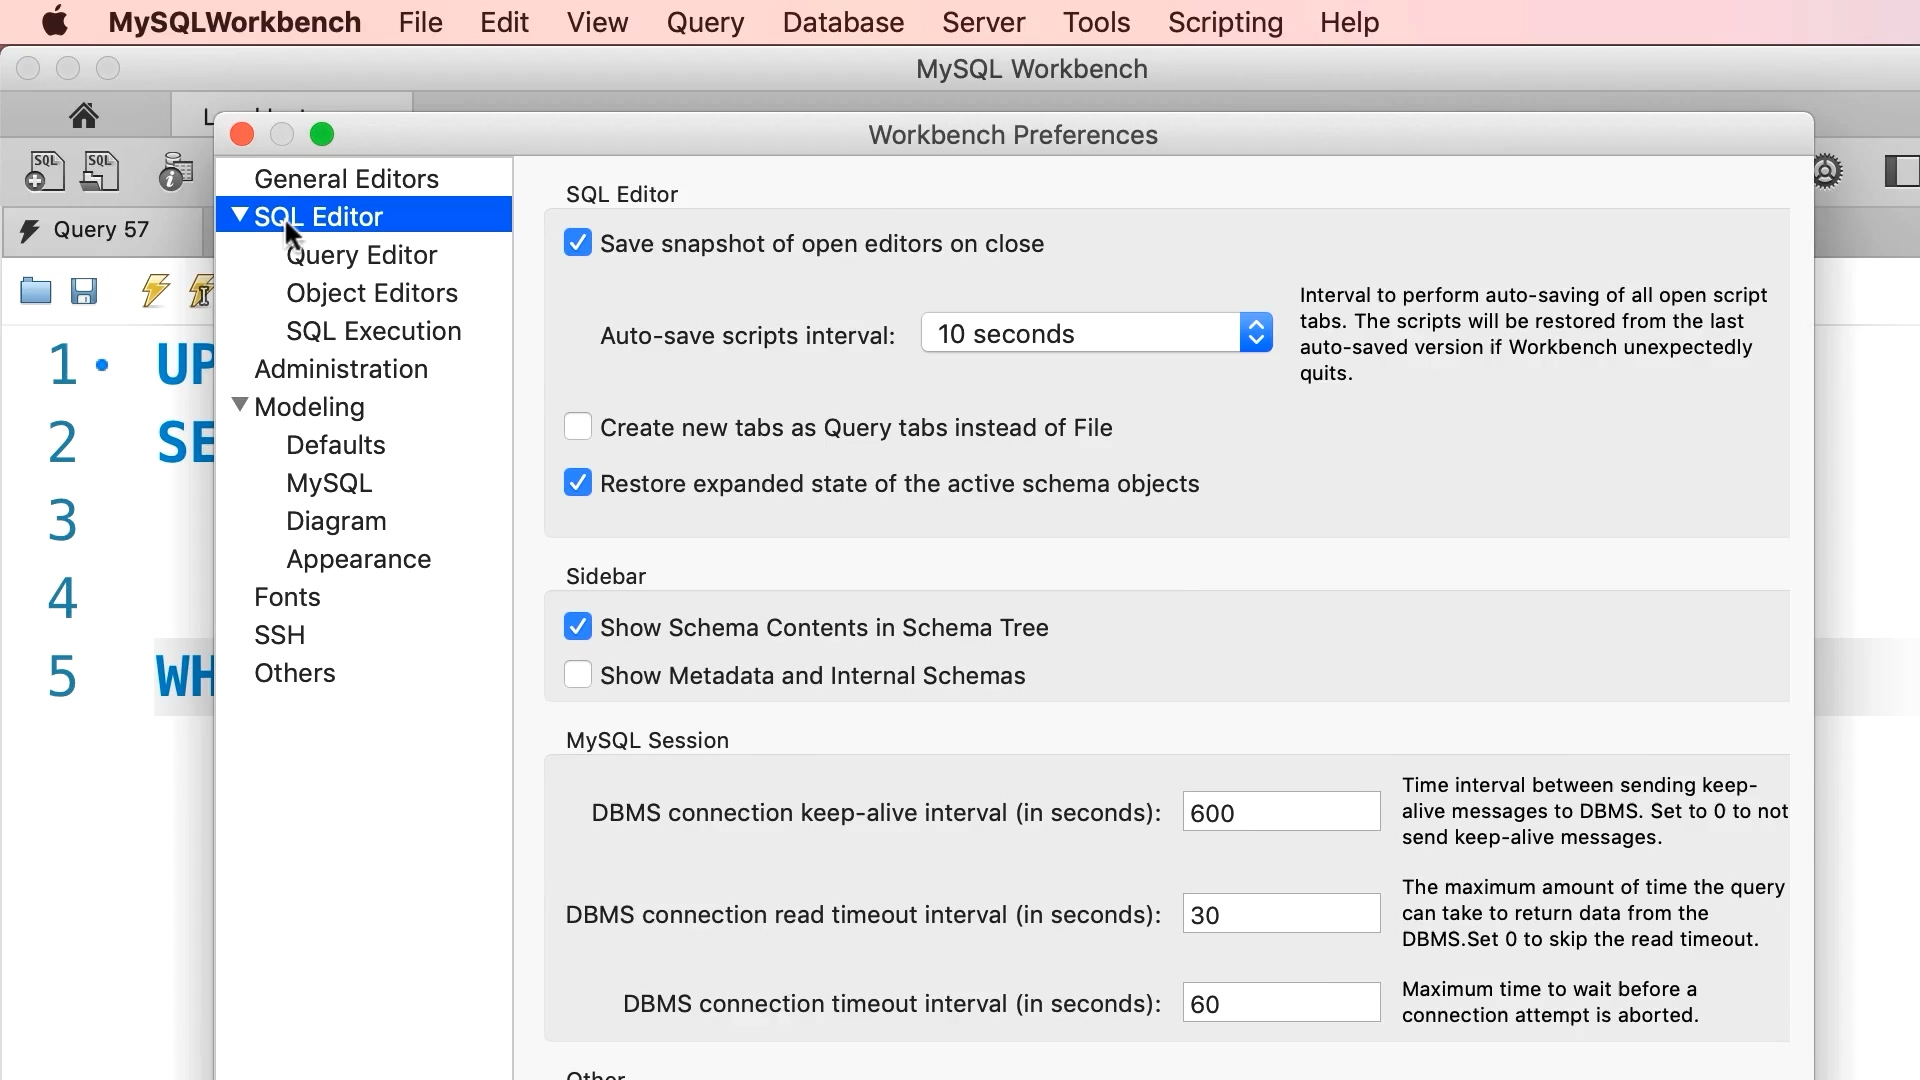 MySQLWorkbench File Edit View Query Database Server Tools Scripting Help
MySQL Workbench
Workbench Preferences
SQL SQL
General Editors
SQL Editor
Query Editor
Object Editors
SQL Execution
Administration
Modeling
Defaults
MySQL
Diagram
Appearance
Fonts
SSH
Others
Query 57
1 UP
2 SE
3
4
5 WH
SQL Editor
Save snapshot of open editors on close
Auto-save scripts interval: 10 seconds
Interval to perform auto-saving of all open script
tabs. The scripts will be restored from the last
auto-saved version if Workbench unexpectedly
quits.
Create new tabs as Query tabs instead of File
Restore expanded state of the active schema objects
Sidebar
Show Schema Contents in Schema Tree
Show Metadata and Internal Schemas
MySQL Session
DBMS connection keep-alive interval (in seconds): 600
Time interval between sending keep-
alive messages to DBMS. Set to 0 to not
send keep-alive messages.
DBMS connection read timeout interval (in seconds): 30
The maximum amount of time the query
can take to return data from the
DBMS.Set 0 to skip the read timeout.
DBMS connection timeout interval (in seconds): 60
Maximum time to wait before a
connection attempt is aborted.
Other